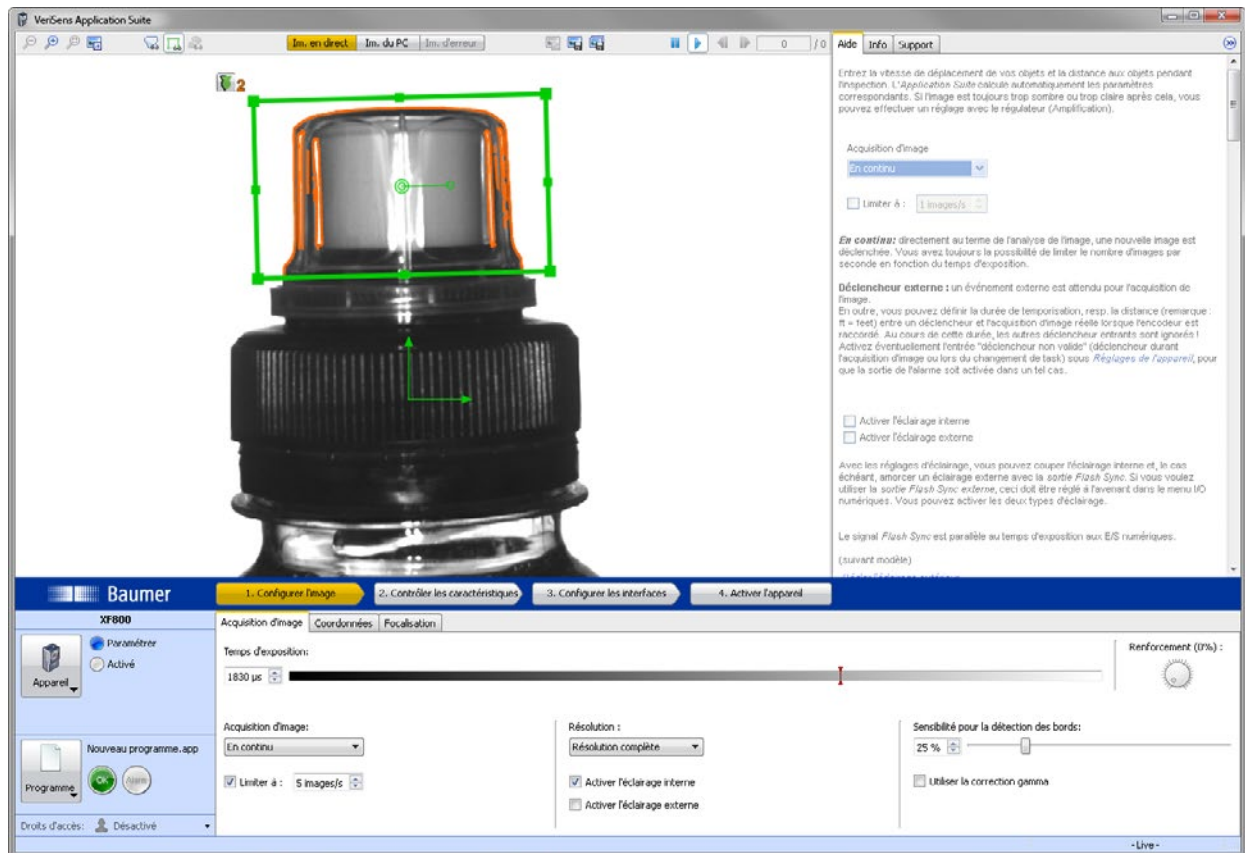 VeriSens Application Suite
Im. en direct Im. du PC Im. d'erreur 0 / 0
Aide Info Support
2
Entrez la vitesse de déplacement de vos objets et la distance aux objets pendant
l'inspection. L'Application Suite calcule automatiquement les paramètres
correspondants. Si l'image est toujours trop sombre ou trop claire après cela, vous
pouvez effectuer un réglage avec le régulateur (Amplification).
Acquisition d'image
En continu
Limiter à : 1 images/s
En continu: directement au terme de l'analyse de l'image, une nouvelle image est
déclenchée. Vous avez toujours la possibilité de limiter le nombre d'images par
seconde en fonction du temps d'exposition.
Déclencheur externe : un événement externe est attendu pour l'acquisition de
l'image.
En outre, vous pouvez définir la durée de temporisation, resp. la distance (remarque :
ft = feet) entre un déclencheur et l'acquistion d'image réelle lorsque l'encodeur est
raccordé. Au cours de cette durée, les autres déclencheur entrants sont ignorés !
Activez éventuellement l'entrée "déclencheur non valide" (déclencheur durant
l'acquisition d'image ou lors du changement de task) sous Réglages de l'appareil, pour
que la sortie de l'alarme soit activée dans un tel cas.
Activer l'éclairage interne
Activer l'éclairage externe
Avec les réglages d'éclairage, vous pouvez couper l'éclairage interne et, le cas
échéant, amorcer un éclairage externe avec la sortie Flash Sync. Si vous voulez
utiliser la sortie Flash Sync externe, ceci doit être réglé à l'avenant dans le menu I/O
numériques. Vous pouvez activer les deux types d'éclairage.
Le signal Flash Sync est parallèle au temps d'exposition aux E/S numériques.
(suivant modèle)
Baumer
1. Configurer l'image 2. Contrôler les caractéristiques 3. Configurer les interfaces 4. Activer l'appareil
XF800
Paramétrer
Activé
Appareil
Nouveau programme.app
OK Alarm
Programme
Droits d'accès: Désactivé
Acquisition d'image Coordonnées Focalisation
Temps d'exposition:
1830 µs
Renforcement (0%) :
Acquisition d'image:
En continu
Limiter à : 5 images/s
Résolution :
Résolution complète
Activer l'éclairage interne
Activer l'éclairage externe
Sensibilité pour la détection des bords:
25 %
Utiliser la correction gamma
- Live -